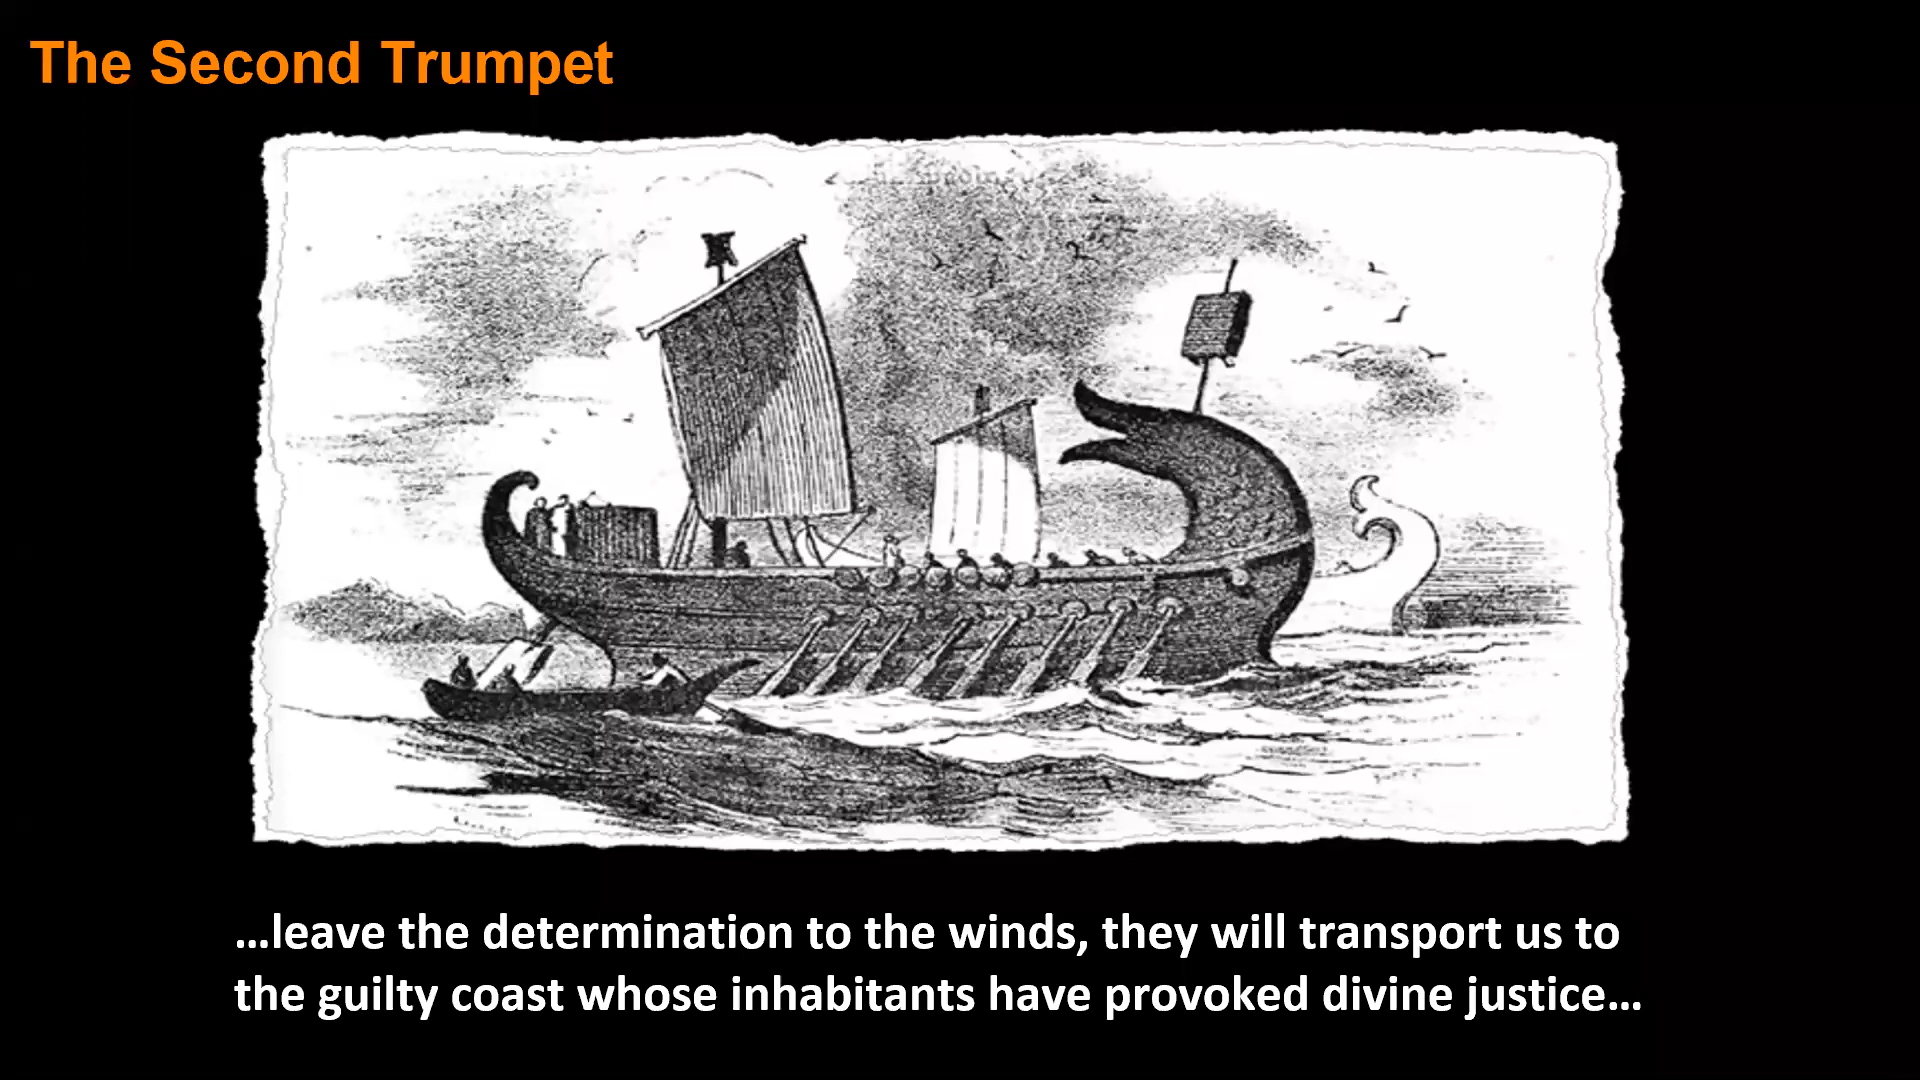 The Second Trumpet
…leave the determination to the winds, they will transport us to
the guilty coast whose inhabitants have provoked divine justice…